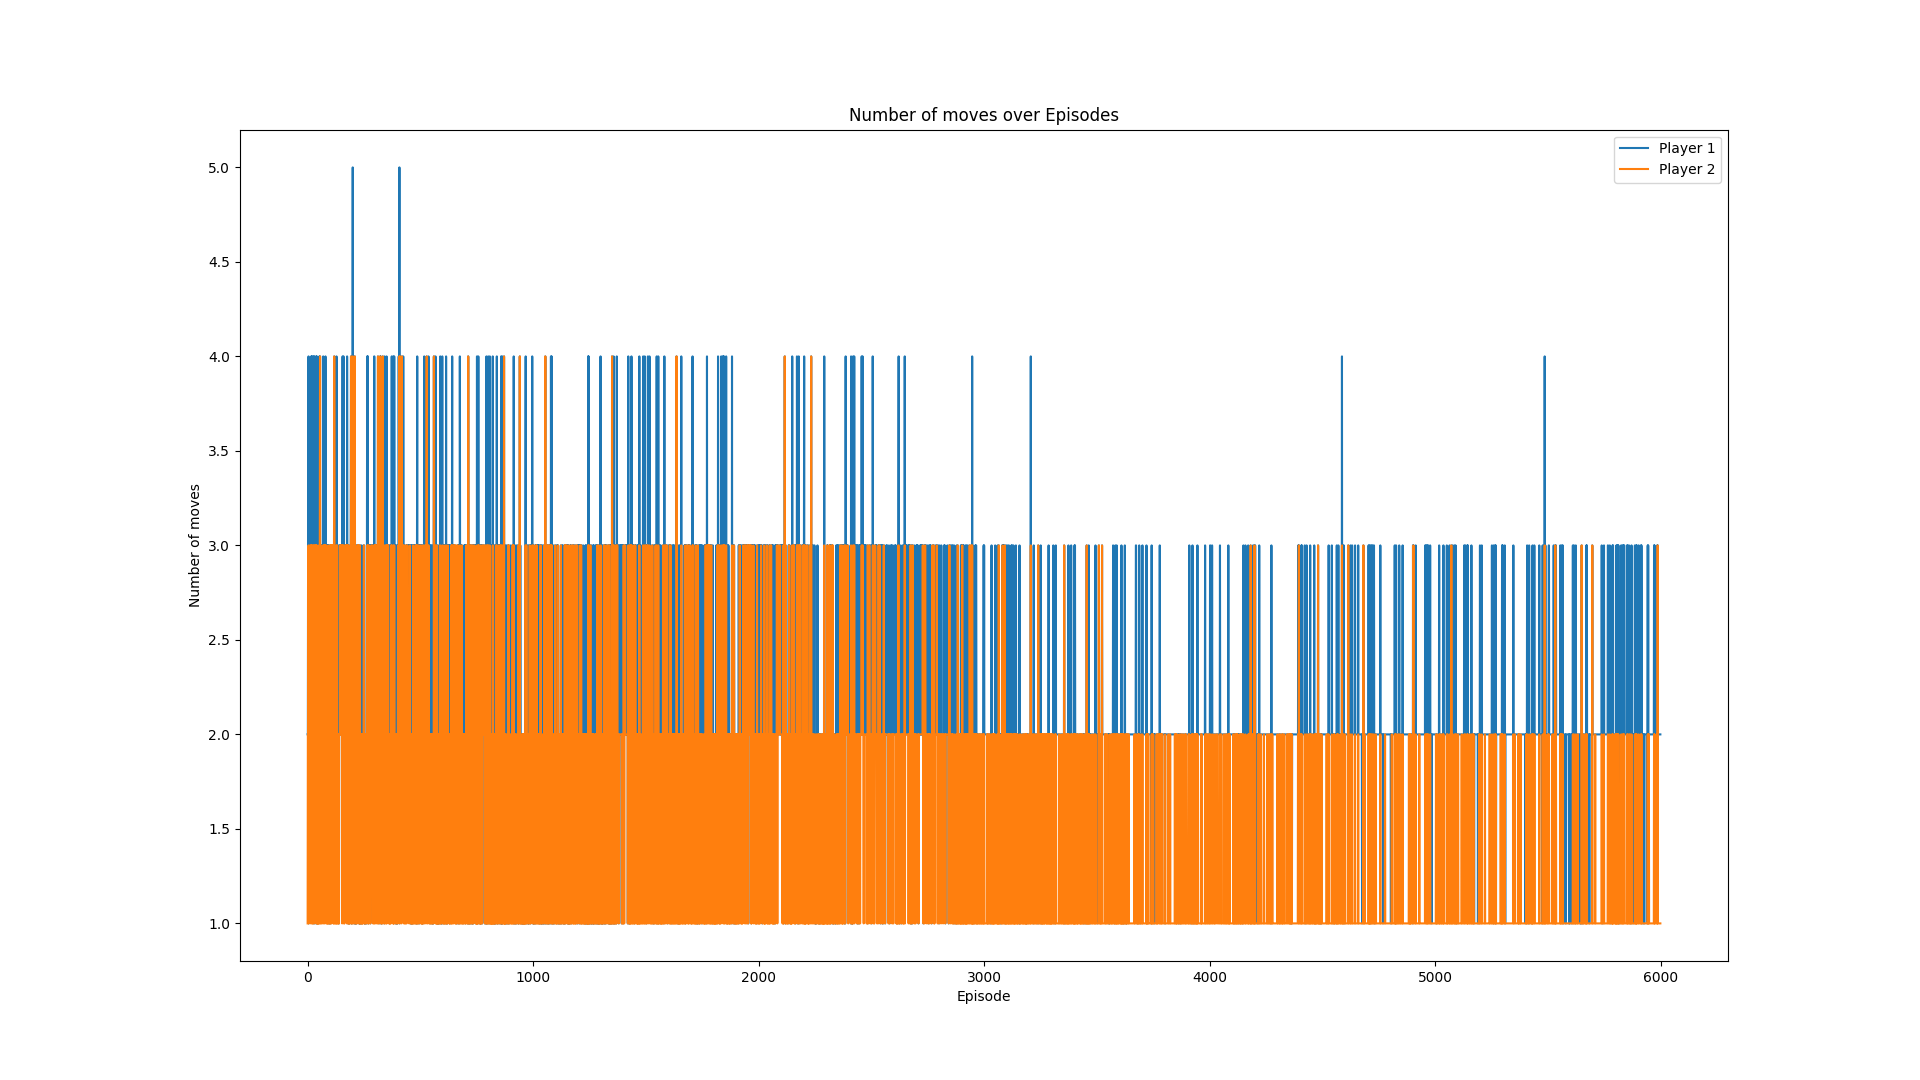 Number of moves over Episodes
Player 1
Player 2
5.0
4.5
4.0
3.5
3.0
2.5
2.0
1.5
1.0
Number of moves
0 1000 2000 3000 4000 5000 6000
Episode